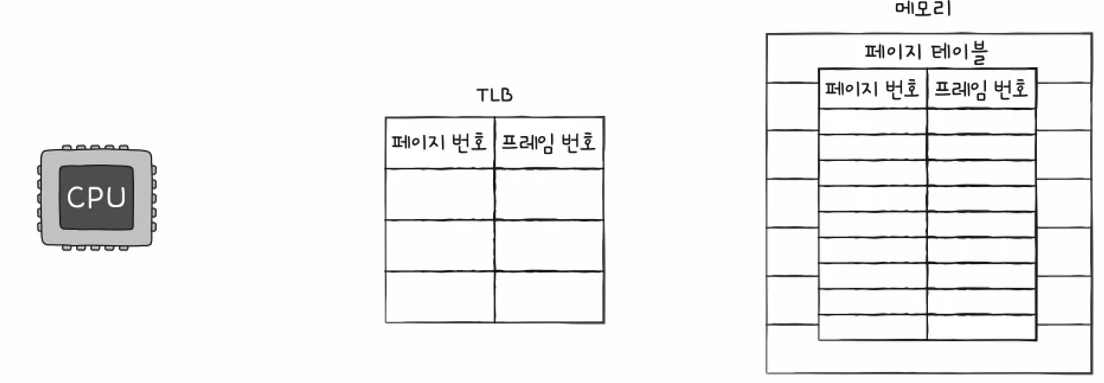 CPU
TLB
페이지 번호 프레임 번호
메모리
페이지 테이블
페이지 번호 프레임 번호